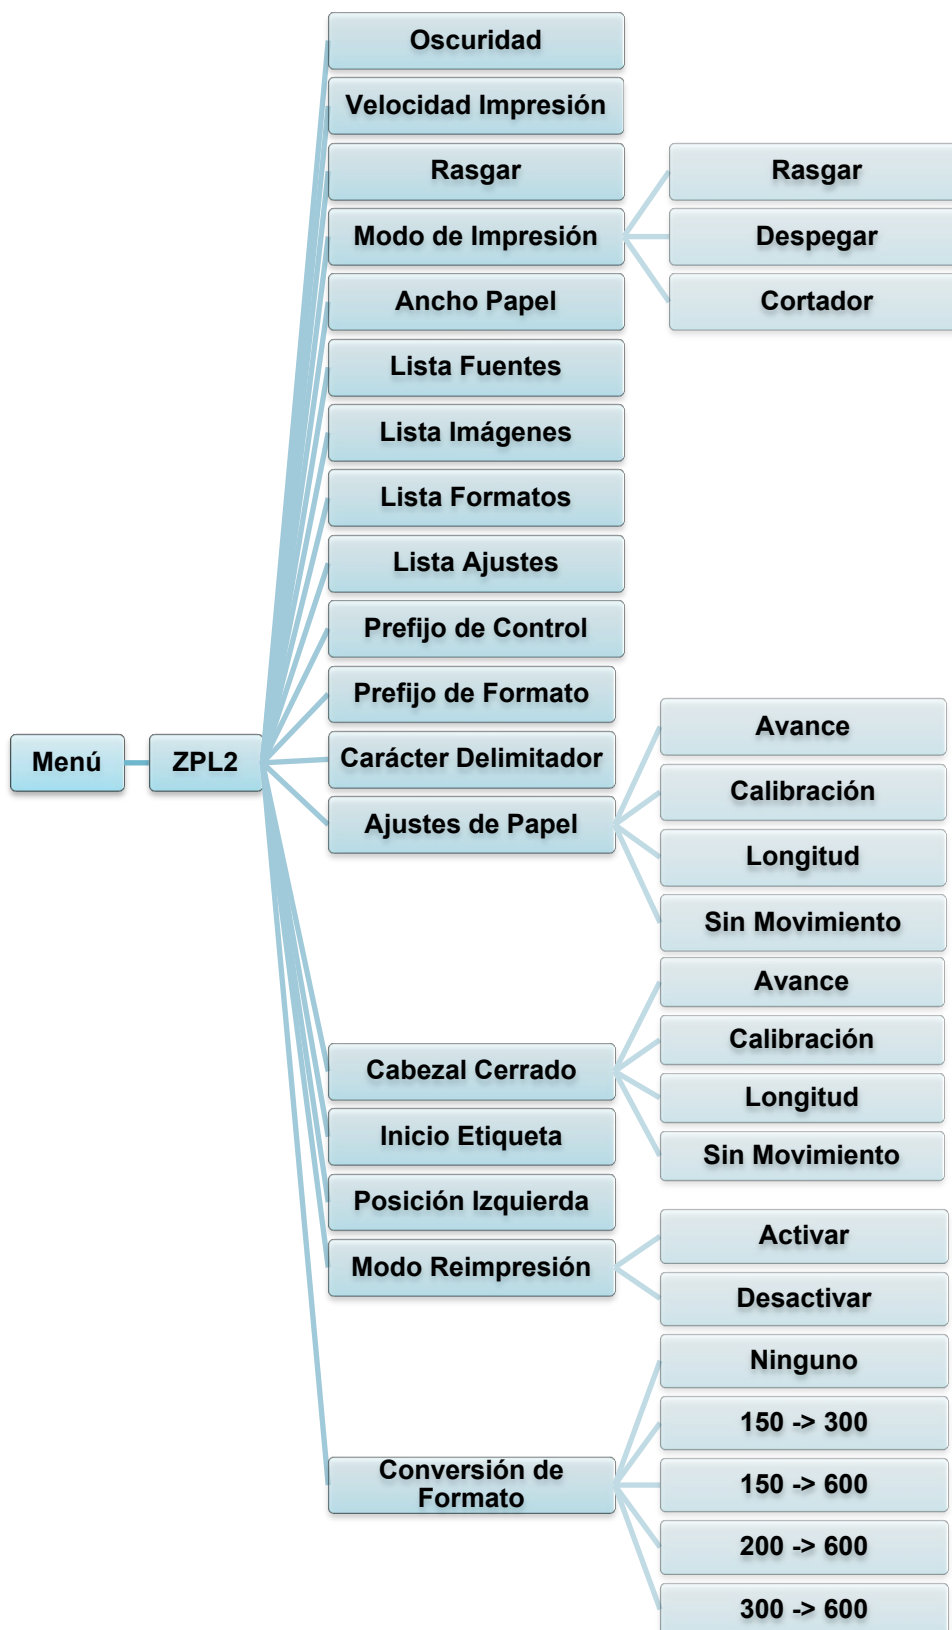 Oscuridad
Velocidad Impresión
Rasgar
Rasgar
Modo de Impresión
Despegar
Ancho Papel
Cortador
Lista Fuentes
Lista Imágenes
Lista Formatos
Lista Ajustes
Prefijo de Control
Prefijo de Formato
Menú
ZPL2
Carácter Delimitador
Ajustes de Papel
Avance
Calibración
Longitud
Sin Movimiento
Cabezal Cerrado
Avance
Calibración
Longitud
Sin Movimiento
Inicio Etiqueta
Posición Izquierda
Modo Reimpresión
Activar
Desactivar
Conversión de
Formato
Ninguno
150 -> 300
150 -> 600
200 -> 600
300 -> 600